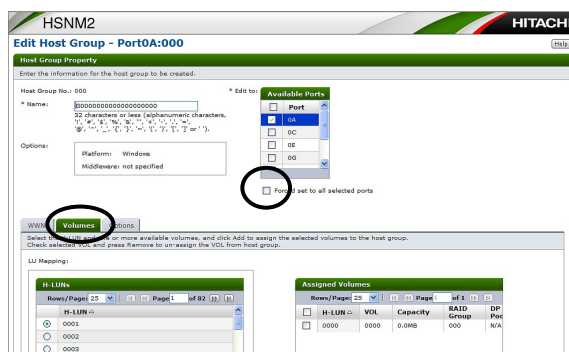 HSNM2
HITACHI
Edit Host Group - Port0A:000
Help
Host Group Property
Enter the information for the host group to be created.
Host Group No.: 000
* Edit to:
Available Ports
* Name:
Port
32 characters or less (alphanumeric characters,
0A
0C
0E
0G
Options:
Platform: Windows
Middleware: not specified
set to all selected ports
Volumes
Options
or more available volumes, and click Add to assign the selected volumes to the host group.
Check selected VOL and press Remove to un-assign the VOL from host group.
LU Mapping:
H-LUNs
Assigned Volumes
Rows/Page: 25 Page 1 of 82
Rows/Page: 25 Page 1 of 1
H-LUN
H-LUN VOL Capacity RAID Group DP
0001
0000 0000 0.0MB 000 N/A
0002
0003